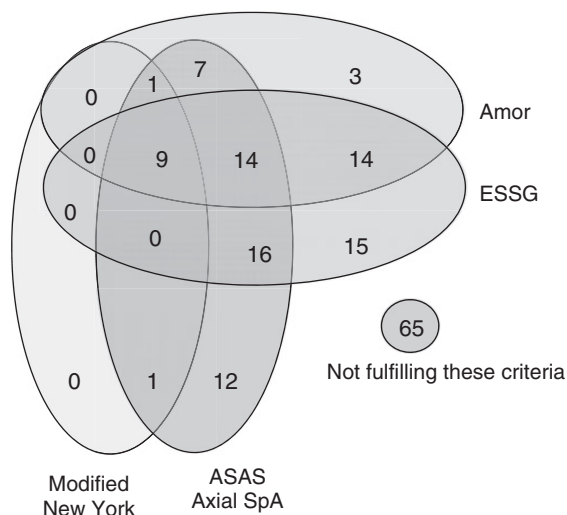 7
3
1
0
Amor
0
9
14
14
ESSG
0
0
16
15
65
Not fulfilling these criteria
0
1
12
Modified
New York
ASAS
Axial SpA